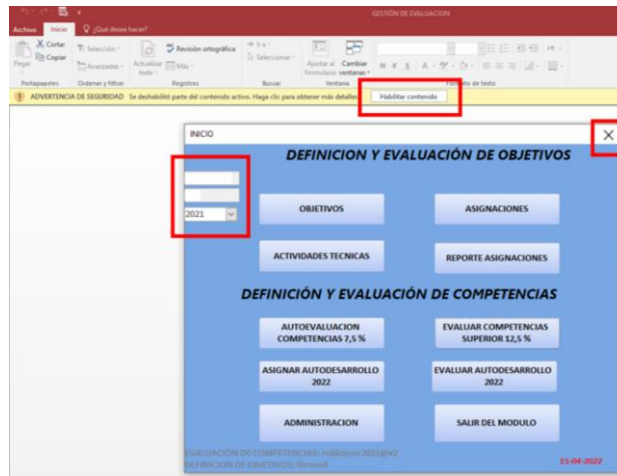 GESTIÓN DE EVALUACION
Archivo Inicio ¿Qué desea hacer?
Cortar
Copiar
Pegar
Selección
Avanzadas
Actualizar todo
Revisión ortográfica
Más
Ir a
Seleccionar
Ajustar al formulario
Cambiar ventanas
N K S
Portapapeles Ordenar y filtrar Registros Buscar Ventana Formato de texto
ADVERTENCIA DE SEGURIDAD Se deshabilitó parte del contenido activo. Haga clic para obtener más detalles. Habilitar contenido
INICIO
DEFINICION Y EVALUACIÓN DE OBJETIVOS
2021
OBJETIVOS ASIGNACIONES
ACTIVIDADES TECNICAS REPORTE ASIGNACIONES
DEFINICIÓN Y EVALUACIÓN DE COMPETENCIAS
AUTOEVALUACION EVALUAR COMPETENCIAS
COMPETENCIAS 7,5 % SUPERIOR 12,5 %
ASIGNAR AUTODESARROLLO EVALUAR AUTODESARROLLO
2022 2022
ADMINISTRACION SALIR DEL MODULO
EVALUACIÓN DE COMPETENCIAS:
DEFINICION DE OBJETIVOS:
15-04-2022